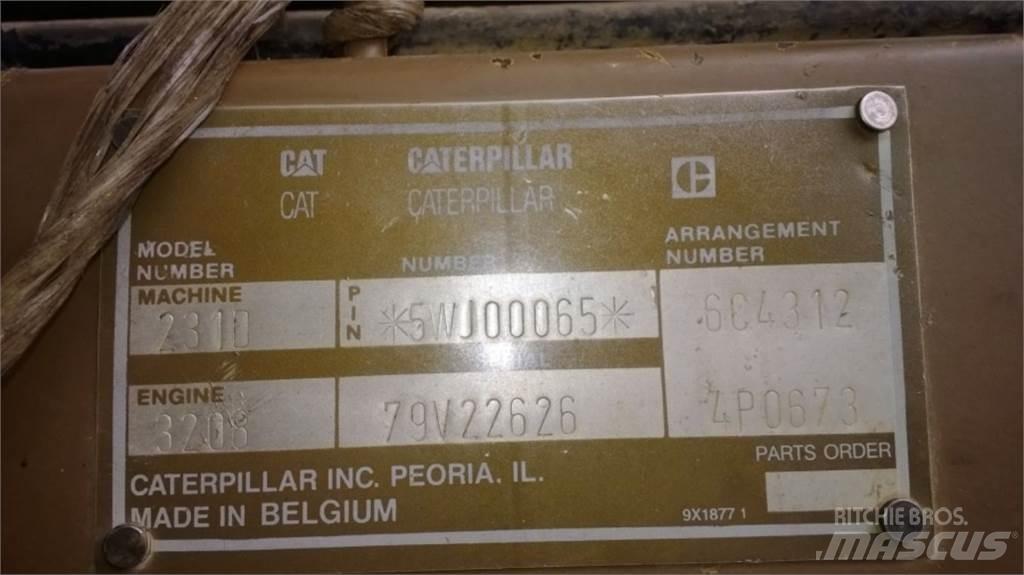 CAT CATERPILLAR C
CAT CATERPILLAR
MODEL NUMBER
NUMBER
ARRANGEMENT NUMBER
MACHINE
231D
PIN
*5WJ00065*
6C4312
ENGINE
3208
79V22626
4P0673
PARTS ORDER
CATERPILLAR INC. PEORIA, IL.
MADE IN BELGIUM
9X1877 1
RITCHIE BROS.
MASCUS